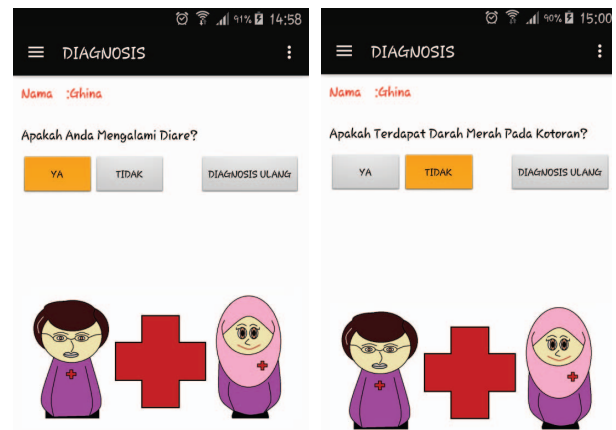 91% 14:58
DIAGNOSIS
Nama :Ghina
Apakah Anda Mengalami Diare?
YA TIDAK DIAGNOSIS ULANG
90% 15:00
DIAGNOSIS
Nama :Ghina
Apakah Terdapat Darah Merah Pada Kotoran?
YA TIDAK DIAGNOSIS ULANG